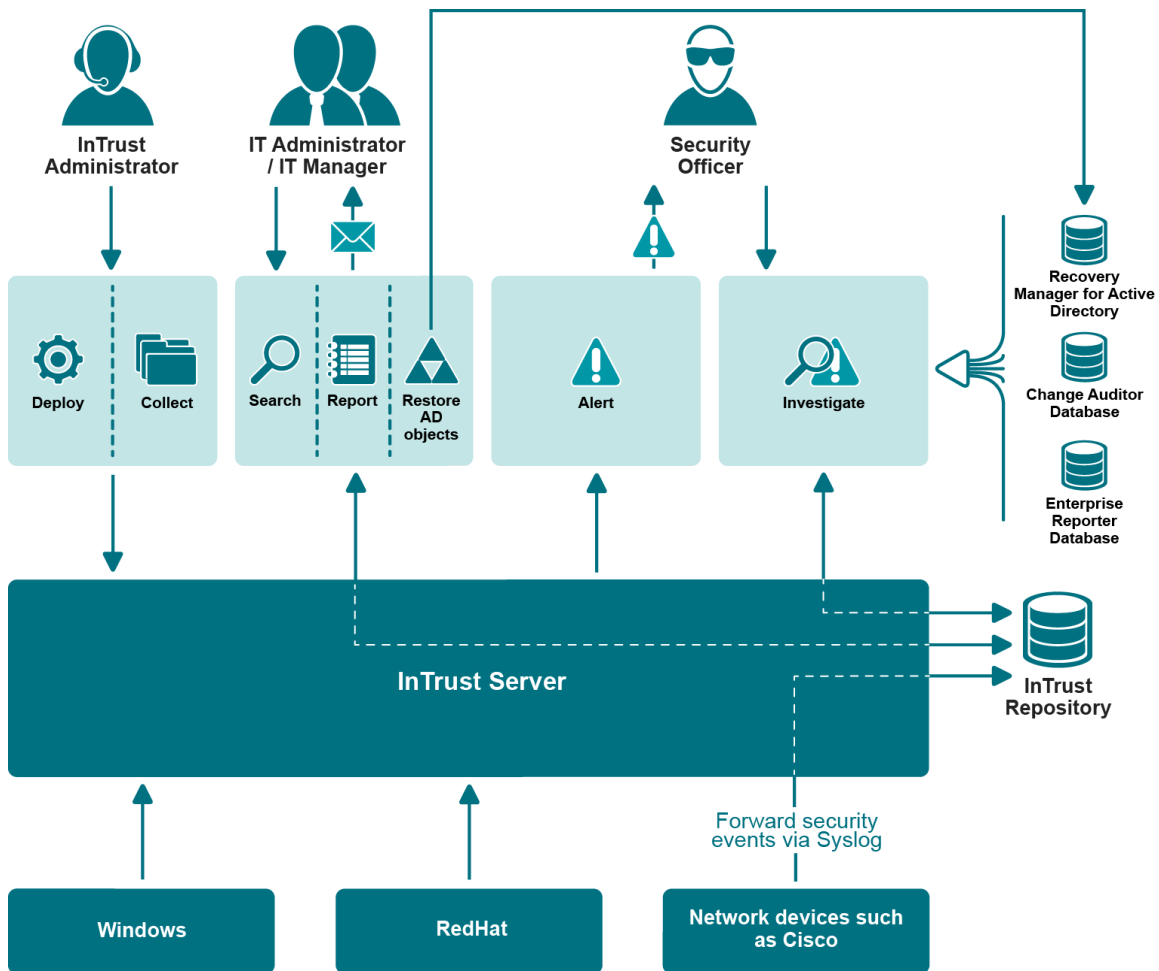 InTrust
Administrator
IT Administrator
/ IT Manager
Security
Officer
Recovery
Manager for Active
Directory
Change Auditor
Database
Enterprise
Reporter
Database
Deploy
Collect
Search
Report
Restore
AD
objects
Alert
Investigate
InTrust Server
InTrust
Repository
Forward security
events via Syslog
Windows
RedHat
Network devices such
as Cisco